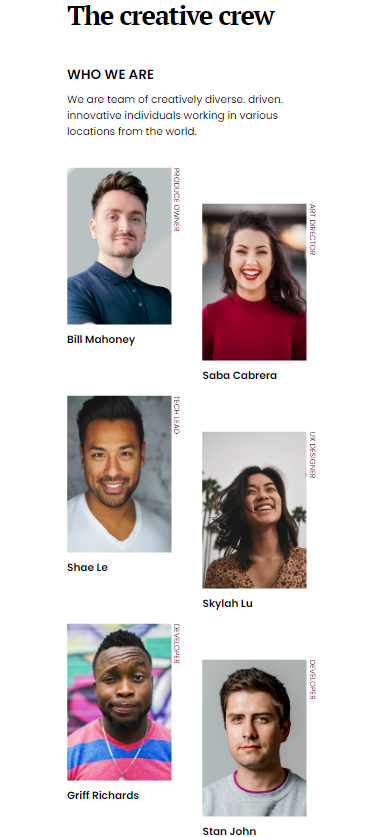 The creative crew
WHO WE ARE
We are team of creatively diverse. driven.
innovative individuals working in various
locations from the world.
PRODUCE OWNER
Bill Mahoney
ART DIRECTOR
Saba Cabrera
TECH LEAD
Shae Le
UX DESIGNER
Skylah Lu
DEVELOPER
Griff Richards
DEVELOPER
Stan John